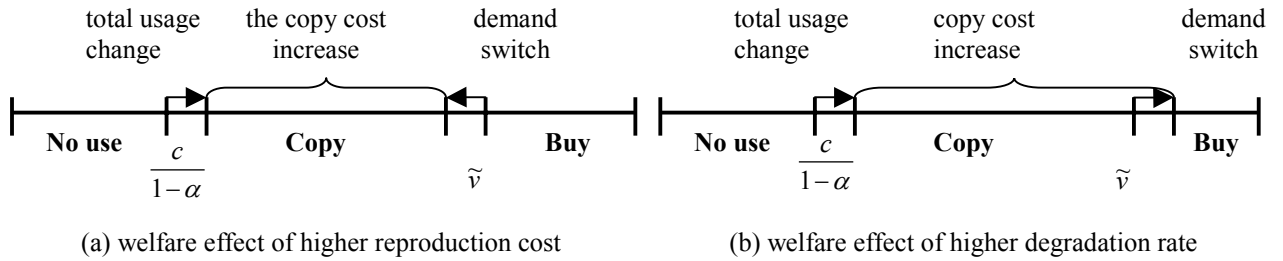 total usage change
the copy cost increase
demand switch
No use
Copy
Buy
c
1−α
ṽ
(a) welfare effect of higher reproduction cost
total usage change
copy cost increase
demand switch
No use
Copy
Buy
c
1−α
ṽ
(b) welfare effect of higher degradation rate